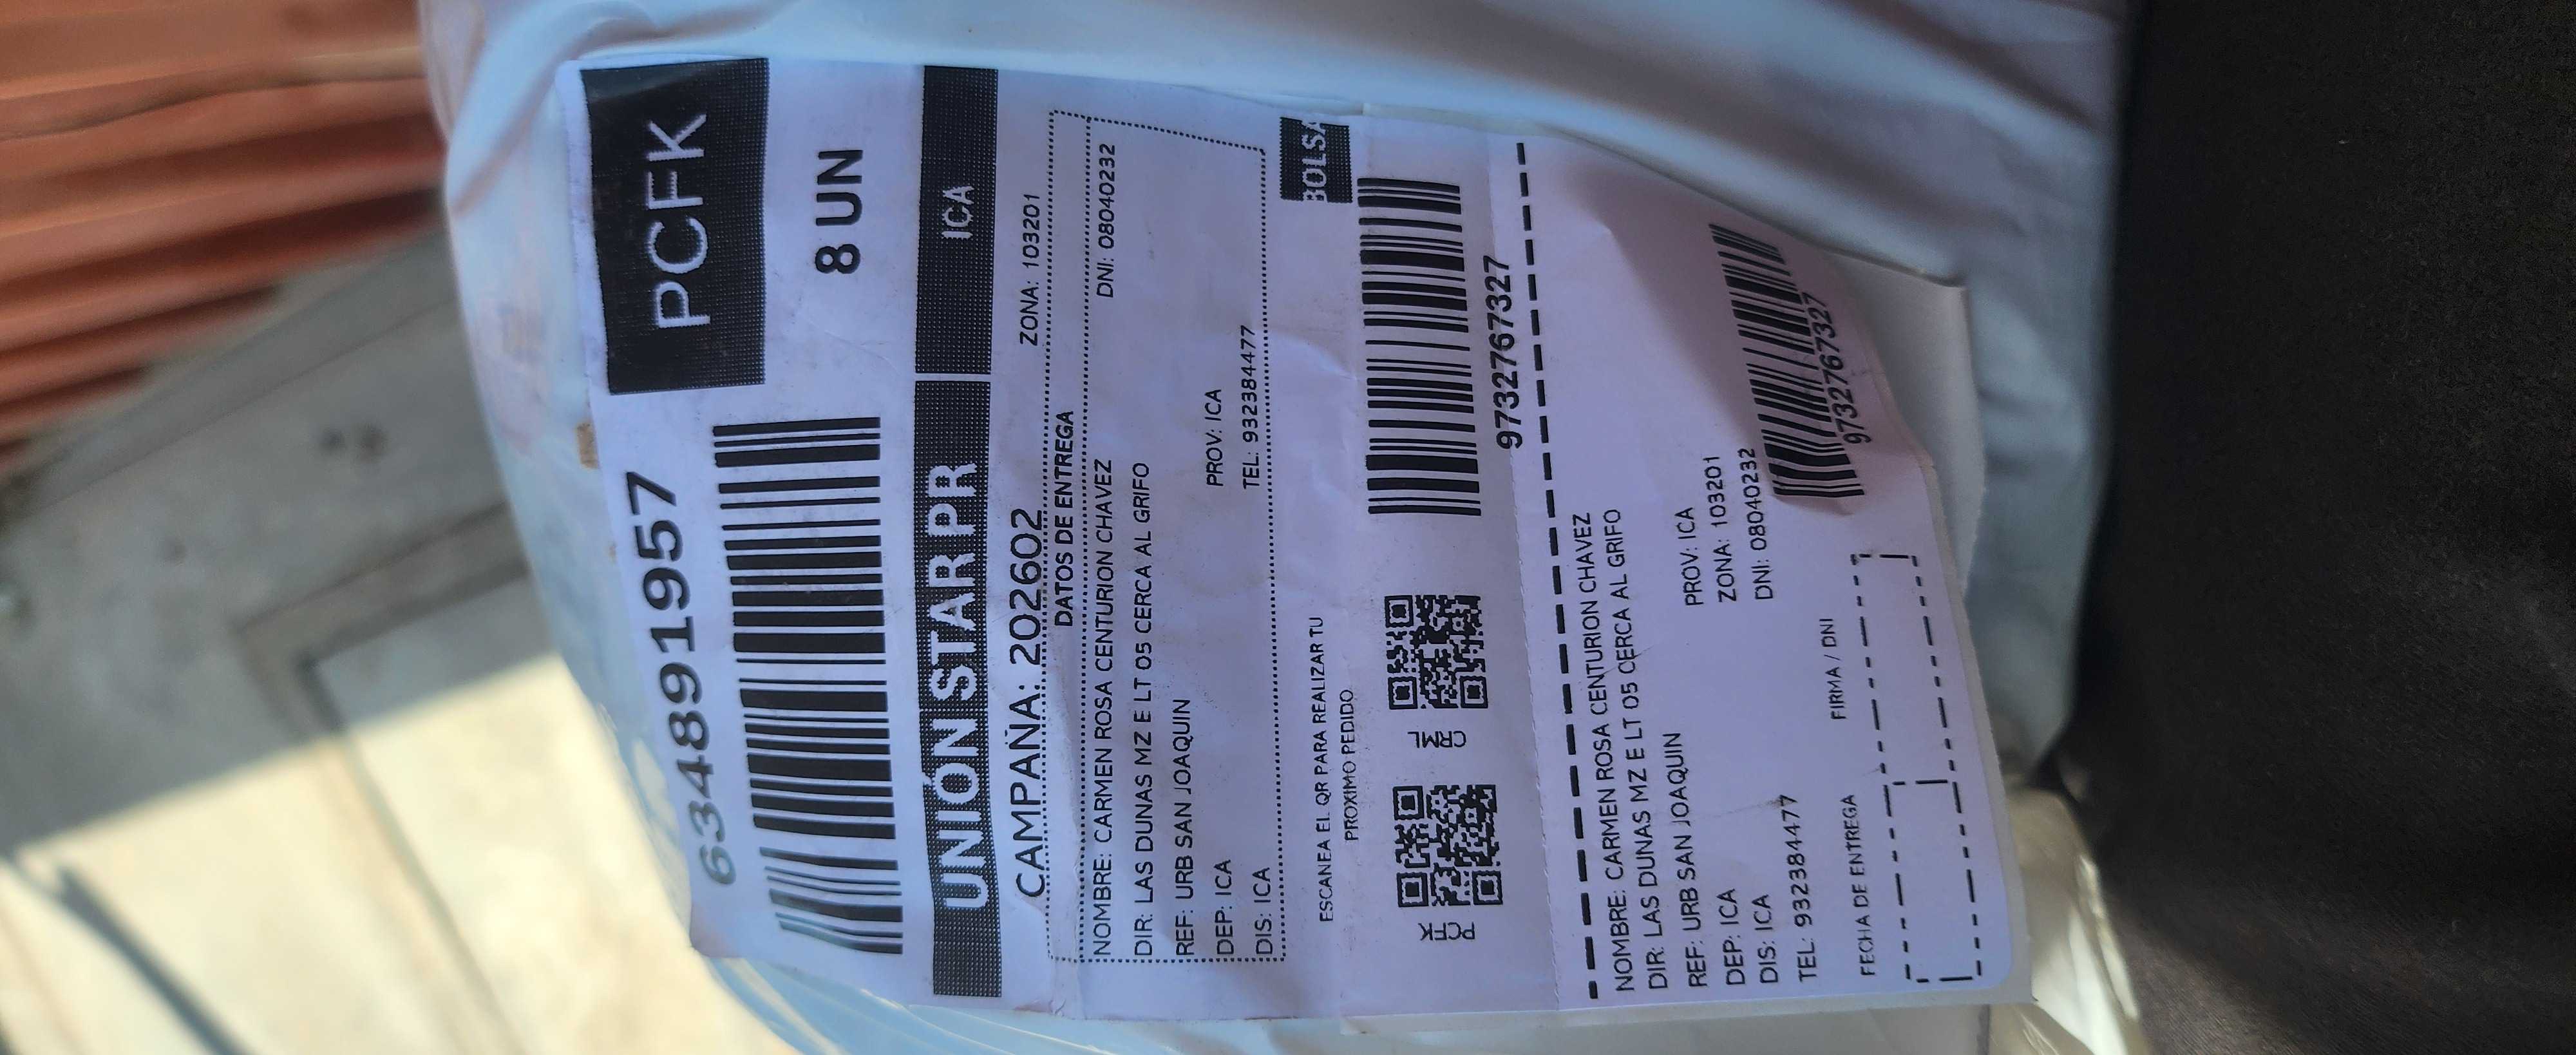 6348919577
PCFK
8 UN
UNIÓN STAR PR
ICA
CAMPAÑA: 202602
ZONA: 103201
DATOS DE ENTREGA
NOMBRE: CARMEN ROSA CENTURION CHAVEZ
DNI: 08040232
DIR: LAS DUNAS MZ E LT 05 CERCA AL GRIFO
REF: URB SAN JOAQUIN
DEP: ICA
PROV: ICA
DIS: ICA
TEL: 932384477
ESCANEA EL QR PARA REALIZAR TU
PROXIMO PEDIDO
BOLSA
PCFK
CRML
9732767327
NOMBRE: CARMEN ROSA CENTURION CHAVEZ
DIR: LAS DUNAS MZ E LT 05 CERCA AL GRIFO
REF: URB SAN JOAQUIN
DEP: ICA
PROV: ICA
DIS: ICA
ZONA: 103201
TEL: 932384477
DNI: 08040232
9732767327
FECHA DE ENTREGA
FIRMA / DNI